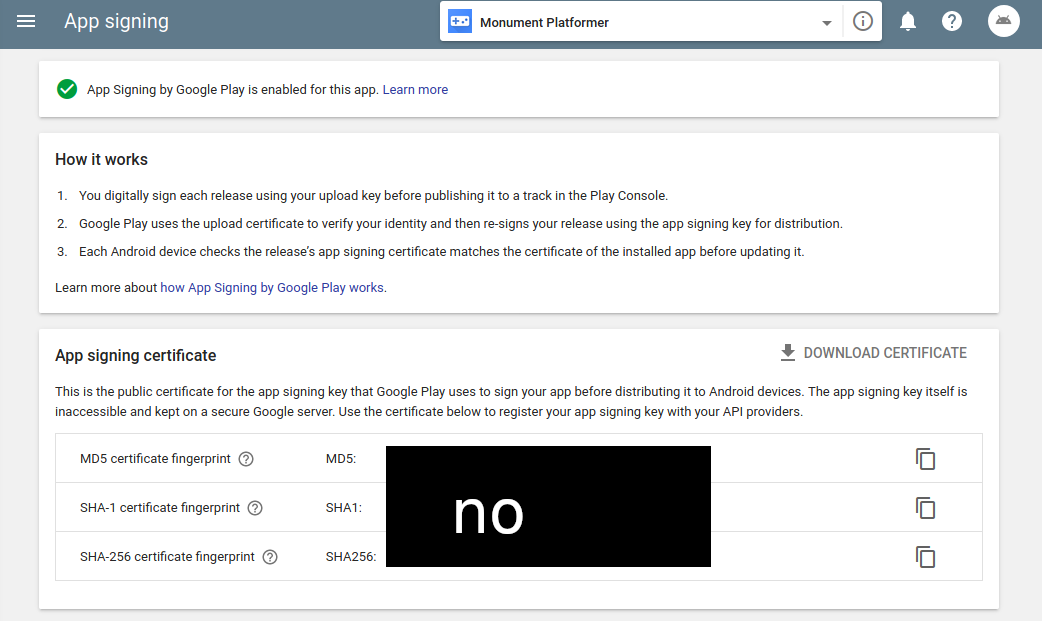 App signing
Monument Platformer
App Signing by Google Play is enabled for this app. Learn more
How it works
1. You digitally sign each release using your upload key before publishing it to a track in the Play Console.
2. Google Play uses the upload certificate to verify your identity and then re-signs your release using the app signing key for distribution.
3. Each Android device checks the release's app signing certificate matches the certificate of the installed app before updating it.
Learn more about how App Signing by Google Play works.
App signing certificate
DOWNLOAD CERTIFICATE
This is the public certificate for the app signing key that Google Play uses to sign your app before distributing it to Android devices. The app signing key itself is
inaccessible and kept on a secure Google server. Use the certificate below to register your app signing key with your API providers.
MD5 certificate fingerprint MD5:
SHA-1 certificate fingerprint SHA1:
no
SHA-256 certificate fingerprint SHA256: